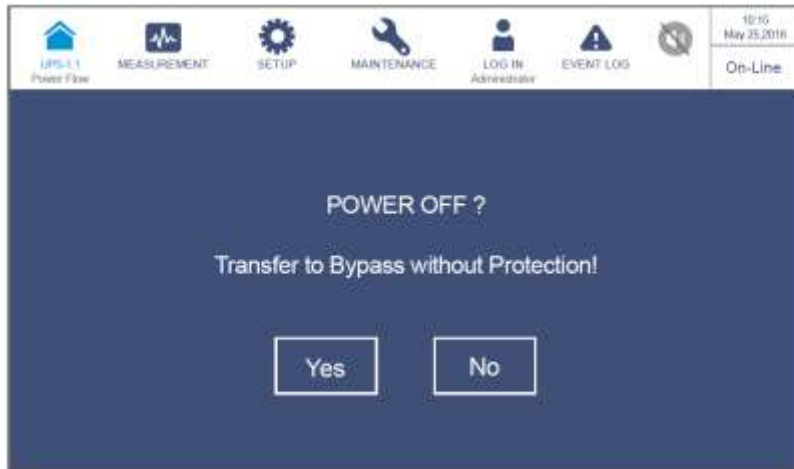 10:15
May 25,2016
On-Line
UPS-1.1
Power Flow
MEASUREMENT
SETUP
MAINTENANCE
LOG IN
Administrator
EVENT LOG
POWER OFF ?
Transfer to Bypass without Protection!
Yes
No